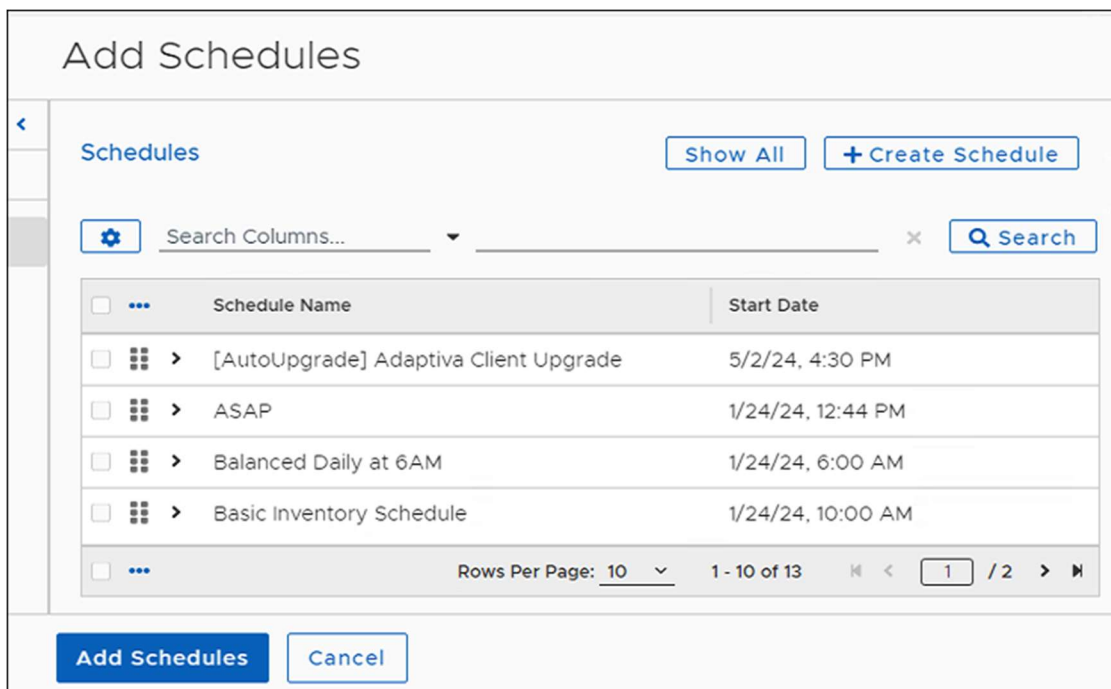 Add Schedules
Schedules
Show All
+ Create Schedule
Search Columns...
Search
Schedule Name Start Date
[AutoUpgrade] Adaptiva Client Upgrade 5/2/24, 4:30 PM
ASAP 1/24/24, 12:44 PM
Balanced Daily at 6AM 1/24/24, 6:00 AM
Basic Inventory Schedule 1/24/24, 10:00 AM
Rows Per Page: 10 1 - 10 of 13 1 / 2
Add Schedules Cancel